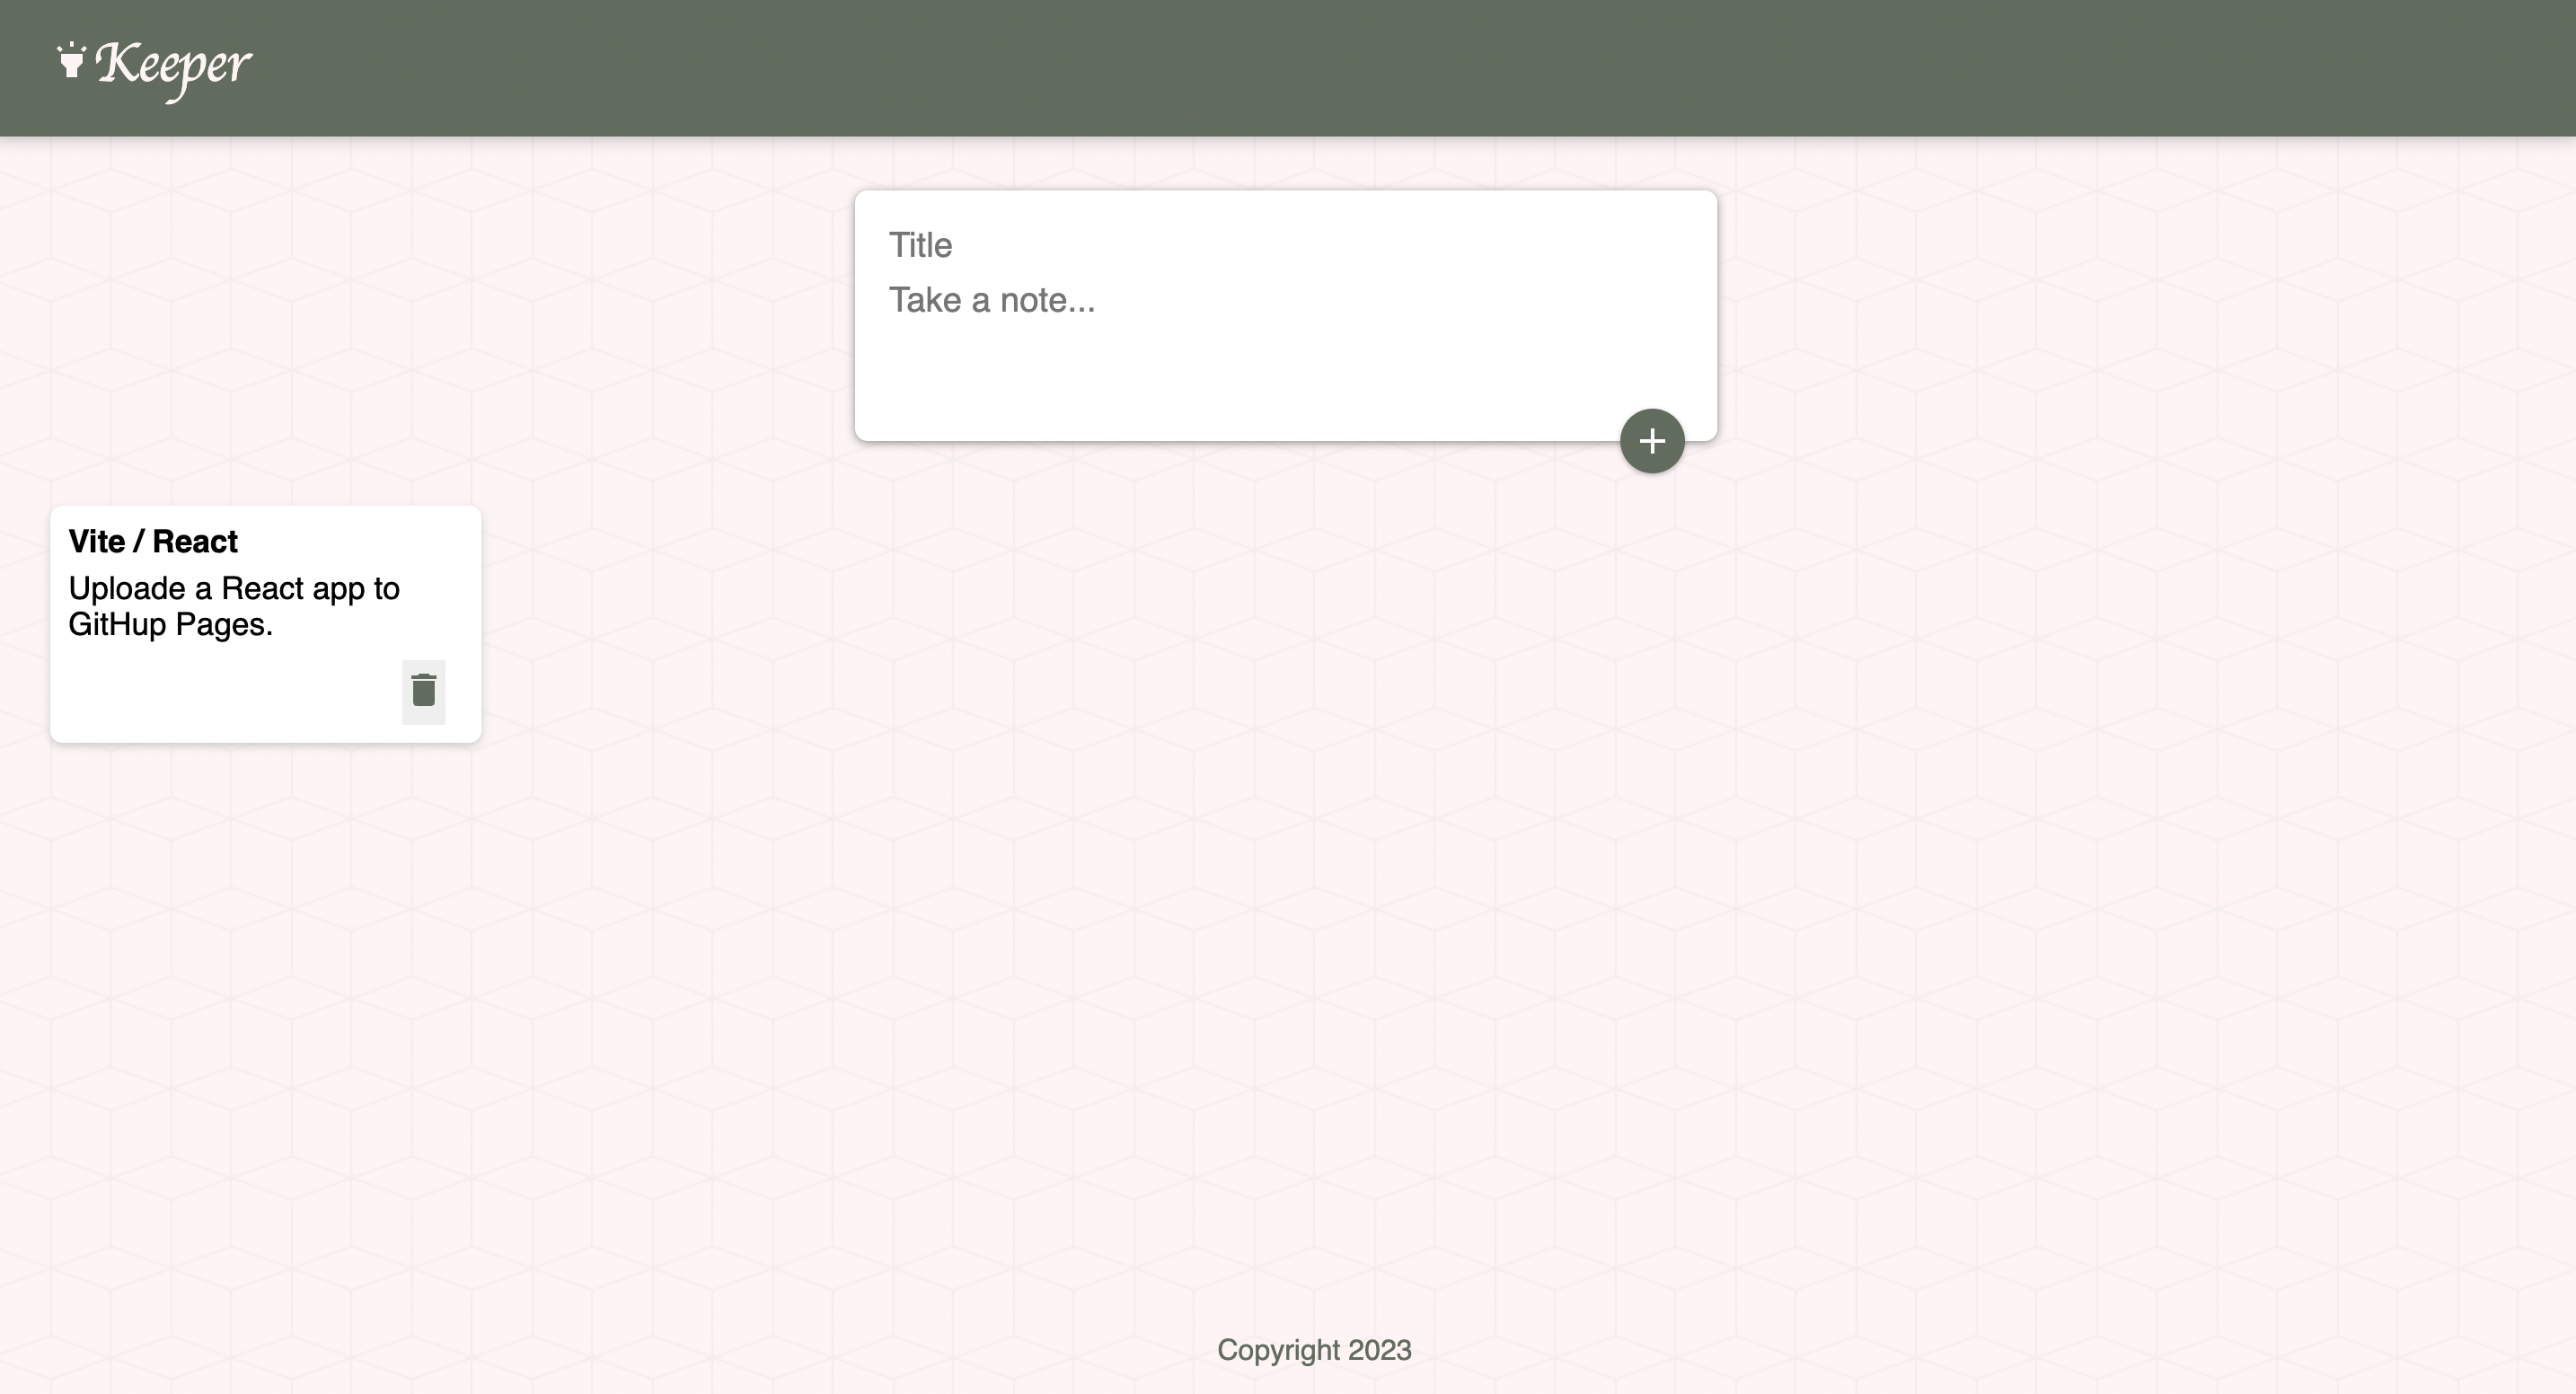 Keeper
Title
Take a note...
Vite / React
Uploade a React app to
GitHup Pages.
Copyright 2023